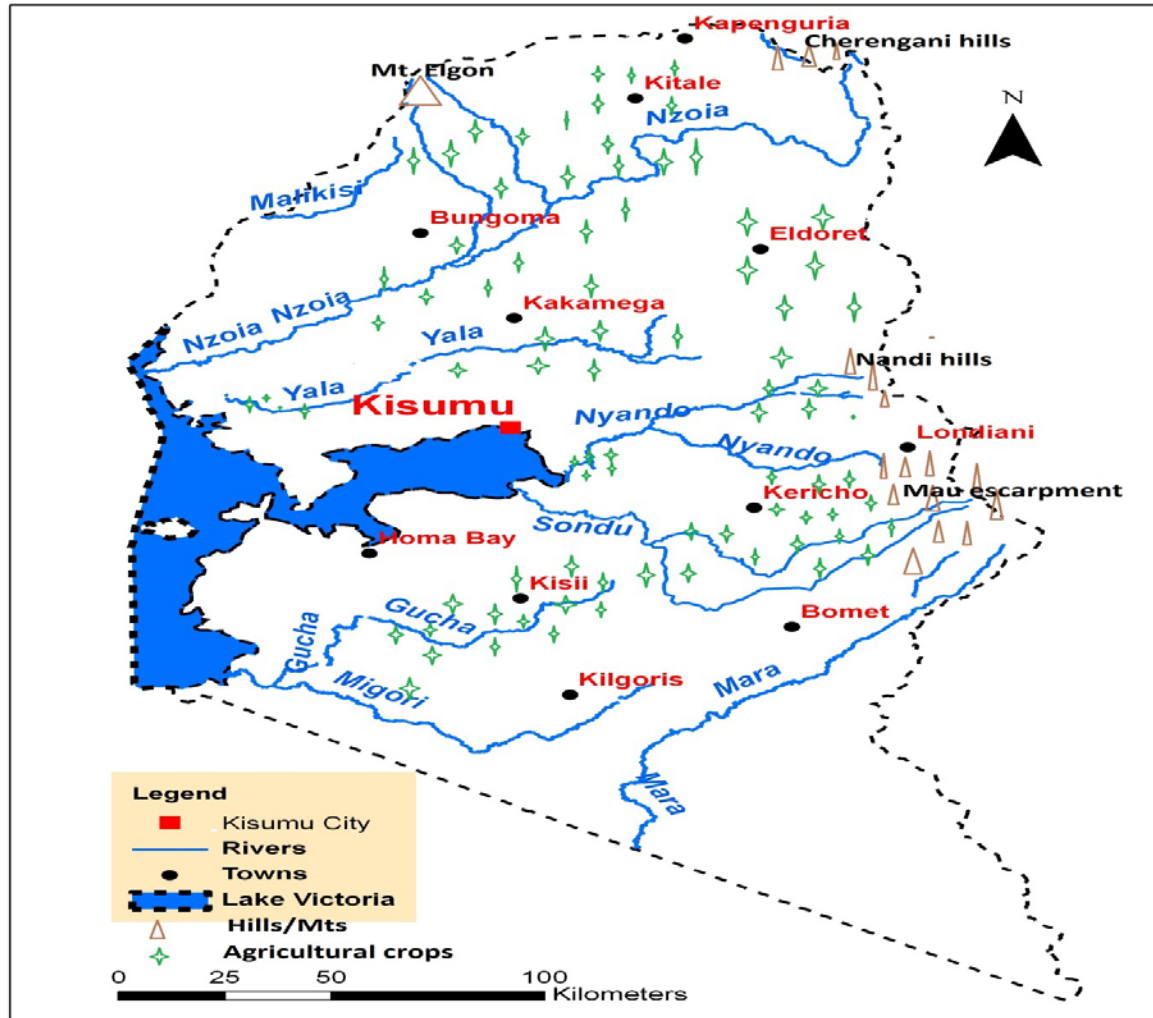 Kapenguria
Cherengani hills
Mt. Elgon
Kitale
N
Nzoia
Malikisi
Bungoma
Eldoret
Nzoia Nzoia
Kakamega
Yala
Nandi hills
Yala
Kisumu
Nyando
Nyando
Londiani
Kericho
Mau escarpment
Sondu
Homa Bay
Kisii
Gucha
Bomet
Gucha
Migori
Kilgoris
Mara
Mara
Legend
Kisumu City
Rivers
Towns
Lake Victoria
Hills/Mts
Agricultural crops
0 25 50 100
Kilometers